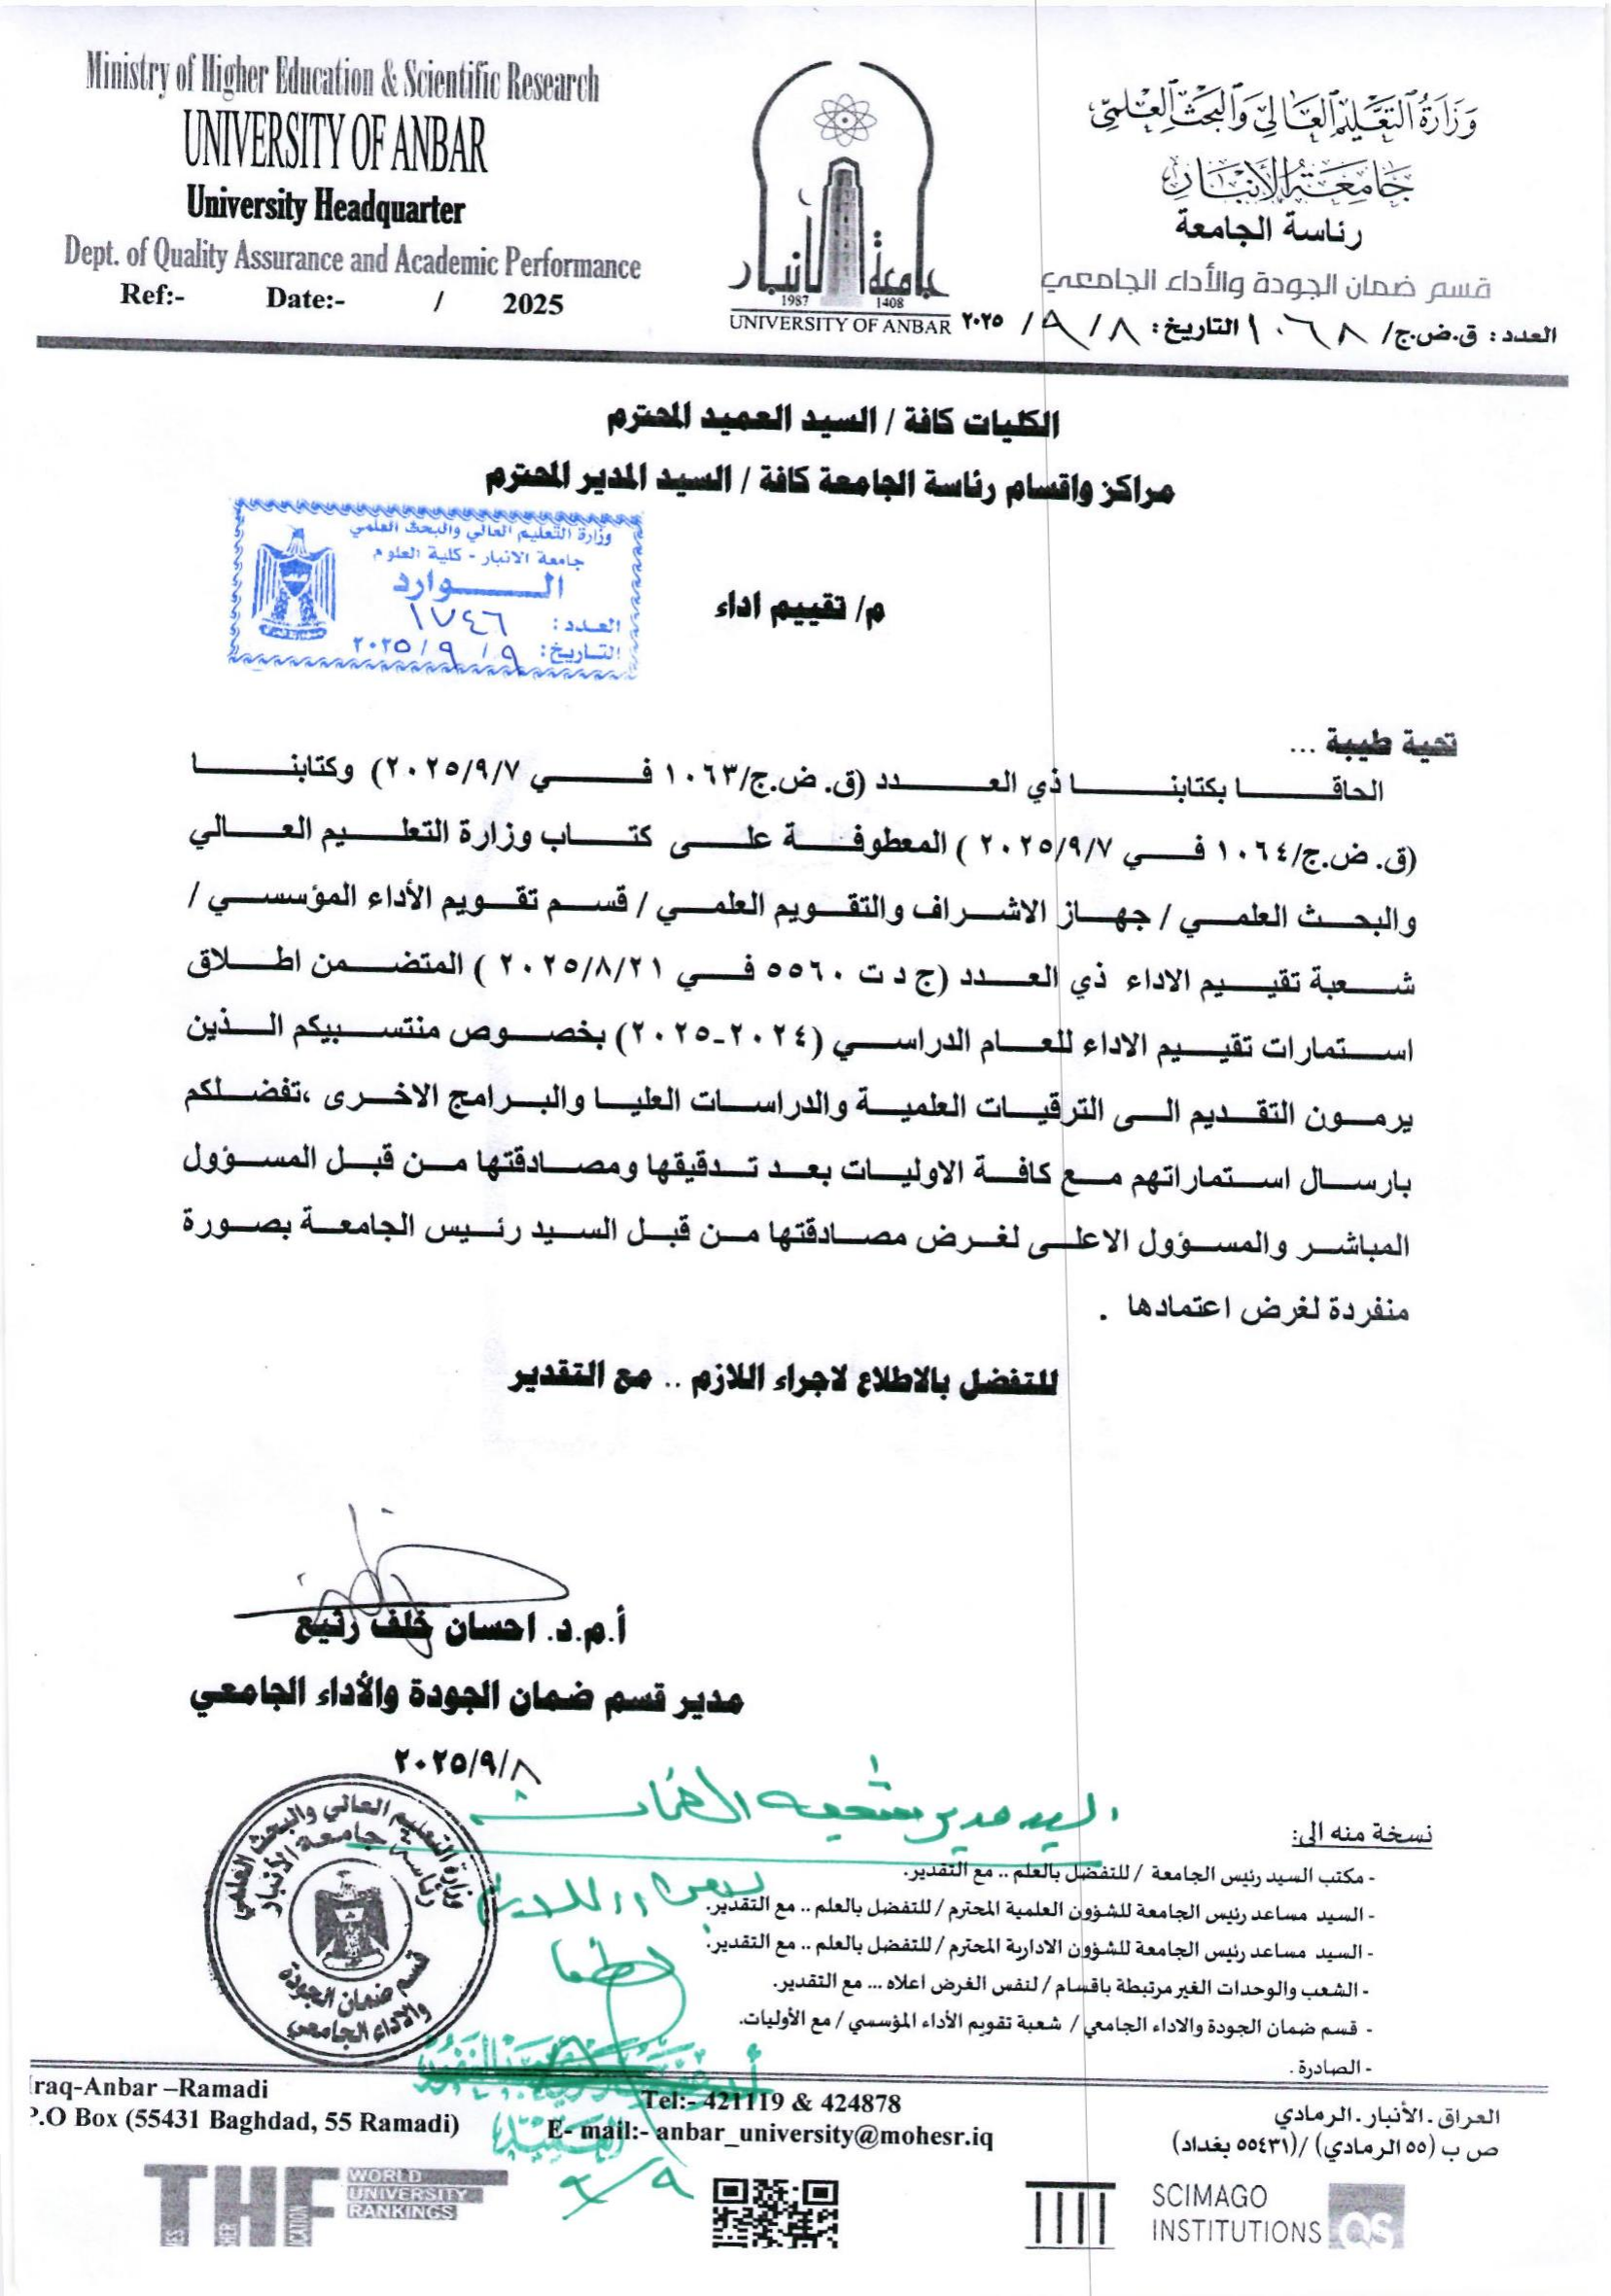 Ministry of Higher Education & Scientific Research
UNIVERSITY OF ANBAR
University Headquarter
Dept. of Quality Assurance and Academic Performance
Ref:- Date:- / 2025
جامعة الانبار
1987 1408
UNIVERSITY OF ANBAR
وزارة التعليم العالي والبحث العلمي
جامعة الأنبار
رئاسة الجامعة
قسم ضمان الجودة والأداء الجامعي
العدد: ق.ض.ج/ ١٠٦٨ التاريخ: ٨ / ٩ / ٢٠٢٥
الكليات كافة / السيد العميد المحترم
مراكز واقسام رئاسة الجامعة كافة / السيد المدير المحترم
وزارة التعليم العالي والبحث العلمي
جامعة الانبار - كلية العلوم
الـــوارد
العدد: ١٧٤٦
التاريخ: ٩ / ٩ / ٢٠٢٥
م/ تقييم اداء
تحية طيبة ...
الحاقا بكتابنا ذي العدد (ق. ض.ج/١٠٦٣ في ٢٠٢٥/٩/٧) وكتابنا
(ق. ض.ج/١٠٦٤ في ٢٠٢٥/٩/٧ ) المعطوفة على كتاب وزارة التعليم العالي
والبحث العلمي / جهاز الاشراف والتقويم العلمي / قسم تقويم الأداء المؤسسي /
شعبة تقييم الاداء ذي العدد (ج د ت ٥٥٦٠ في ٢٠٢٥/٨/٢١ ) المتضمن اطلاق
استمارات تقييم الاداء للعام الدراسي (٢٠٢٤-٢٠٢٥) بخصوص منتسبيكم الذين
يرمون التقديم الى الترقيات العلمية والدراسات العليا والبرامج الاخرى ،تفضلكم
بارسال استماراتهم مع كافة الاوليات بعد تدقيقها ومصادقتها من قبل المسؤول
المباشر والمسؤول الاعلى لغرض مصادقتها من قبل السيد رئيس الجامعة بصورة
منفردة لغرض اعتمادها .
للتفضل بالاطلاع لاجراء اللازم .. مع التقدير
أ.م.د. احسان خلف رفيع
مدير قسم ضمان الجودة والأداء الجامعي
٢٠٢٥/٩/٨
السيد مدير شعبة
وزارة التعليم العالي والبحث العلمي
رئاسة جامعة الأنبار
قسم ضمان الجودة
والاداء الجامعي
العميد
٩/٩
نسخة منه الى:
- مكتب السيد رئيس الجامعة / للتفضل بالعلم .. مع التقدير.
- السيد مساعد رئيس الجامعة للشؤون العلمية المحترم / للتفضل بالعلم .. مع التقدير.
- السيد مساعد رئيس الجامعة للشؤون الادارية المحترم / للتفضل بالعلم .. مع التقدير.
- الشعب والوحدات الغير مرتبطة باقسام / لنفس الغرض اعلاه ... مع التقدير.
- قسم ضمان الجودة والاداء الجامعي / شعبة تقويم الأداء المؤسسي / مع الأوليات.
- الصادرة .
Iraq-Anbar –Ramadi
P.O Box (55431 Baghdad, 55 Ramadi)
Tel:- 421119 & 424878
E- mail:- anbar_university@mohesr.iq
العراق.الأنبار.الرمادي
ص ب (٥٥ الرمادي) /(٥٥٤٣١ بغداد)
THE WORLD
UNIVERSITY
RANKINGS
SCIMAGO
INSTITUTIONS
QS